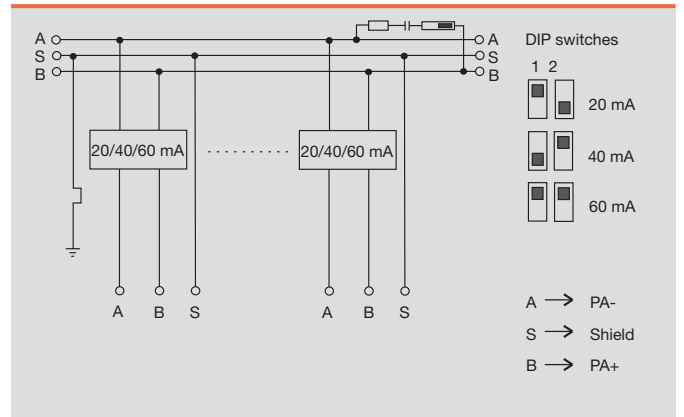 A A DIP switches
S S
B B
1 2
20 mA
20/40/60 mA 20/40/60 mA
40 mA
60 mA
A B S A B S
A → PA-
S → Shield
B → PA+